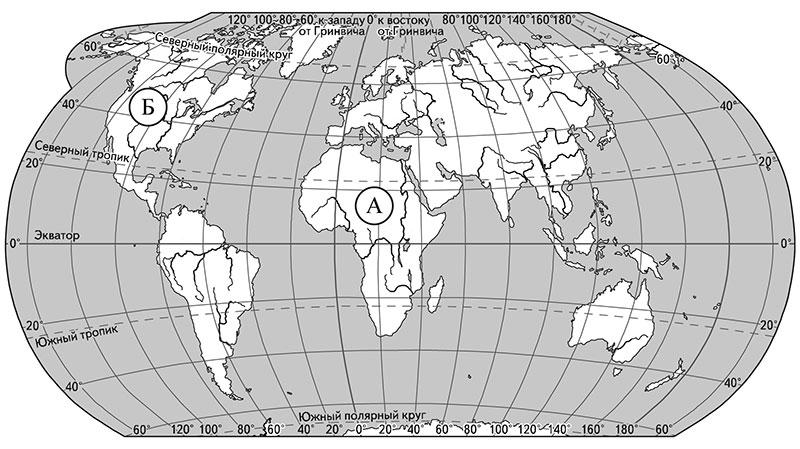 120° 100° 80° 60° к западу 0° к востоку 80° 100° 120° 140° 160° 180°
от Гринвича от Гринвича
Северный полярный круг
60° 60°
Б
40° 40°
Северный тропик
20° 20°
А
Экватор
0° 0°
20° 20°
Южный тропик
40° 40°
Южный полярный круг
60° 120° 100° 80° 60° 40° 20° 0° 20° 40° 60° 80° 100° 120° 140° 160° 180° 60°